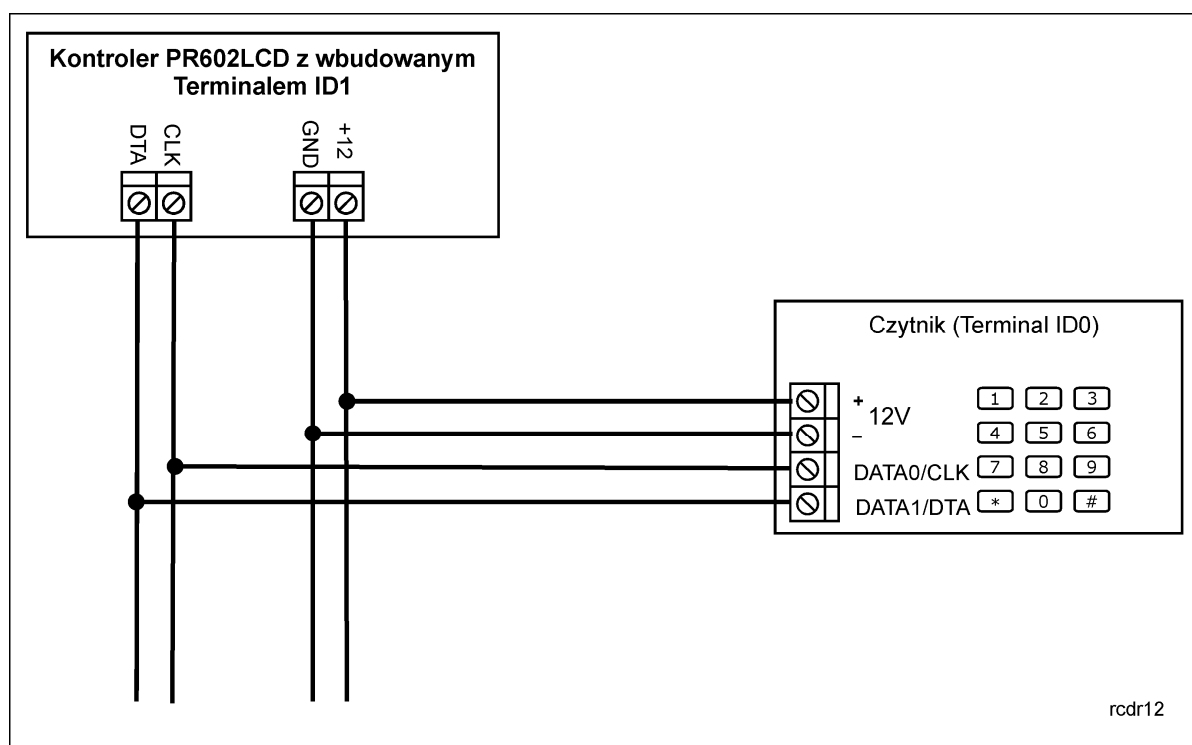 Kontroler PR602LCD z wbudowanym
Terminalem ID1
DTA
CLK
GND
+12
Czytnik (Terminal ID0)
+
12V
–
DATA0/CLK
DATA1/DTA
1 2 3
4 5 6
7 8 9
* 0 #
rcdr12